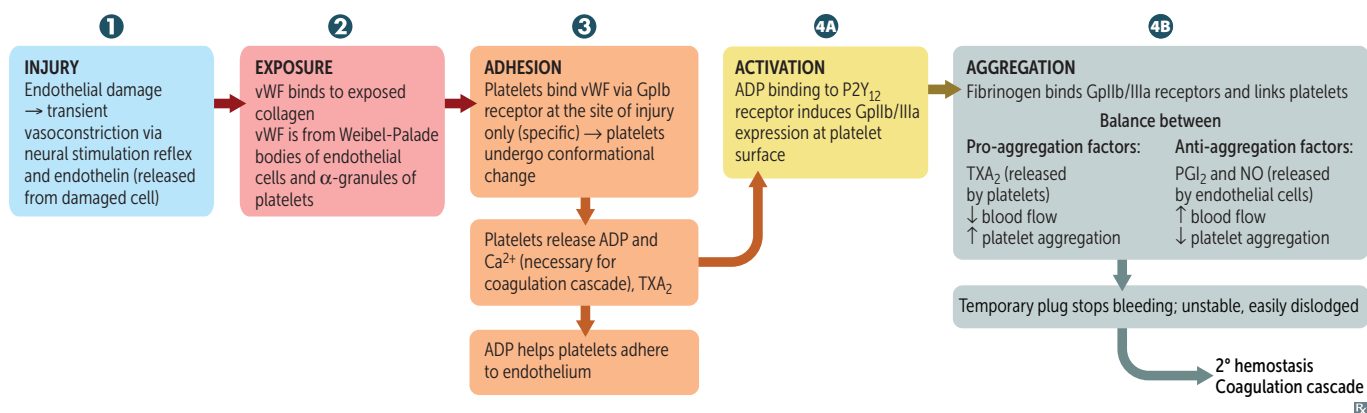 1
INJURY
Endothelial damage
→ transient
vasoconstriction via
neural stimulation reflex
and endothelin (released
from damaged cell)
2
EXPOSURE
vWF binds to exposed
collagen
vWF is from Weibel-Palade
bodies of endothelial
cells and α-granules of
platelets
3
ADHESION
Platelets bind vWF via GpIb
receptor at the site of injury
only (specific) → platelets
undergo conformational
change
Platelets release ADP and
Ca²⁺ (necessary for
coagulation cascade), TXA₂
ADP helps platelets adhere
to endothelium
4A
ACTIVATION
ADP binding to P2Y₁₂
receptor induces GpIIb/IIIa
expression at platelet
surface
4B
AGGREGATION
Fibrinogen binds GpIIb/IIIa receptors and links platelets
Balance between
Pro-aggregation factors:
TXA₂ (released
by platelets)
↓ blood flow
↑ platelet aggregation
Anti-aggregation factors:
PGI₂ and NO (released
by endothelial cells)
↑ blood flow
↓ platelet aggregation
Temporary plug stops bleeding; unstable, easily dislodged
2° hemostasis
Coagulation cascade
℞